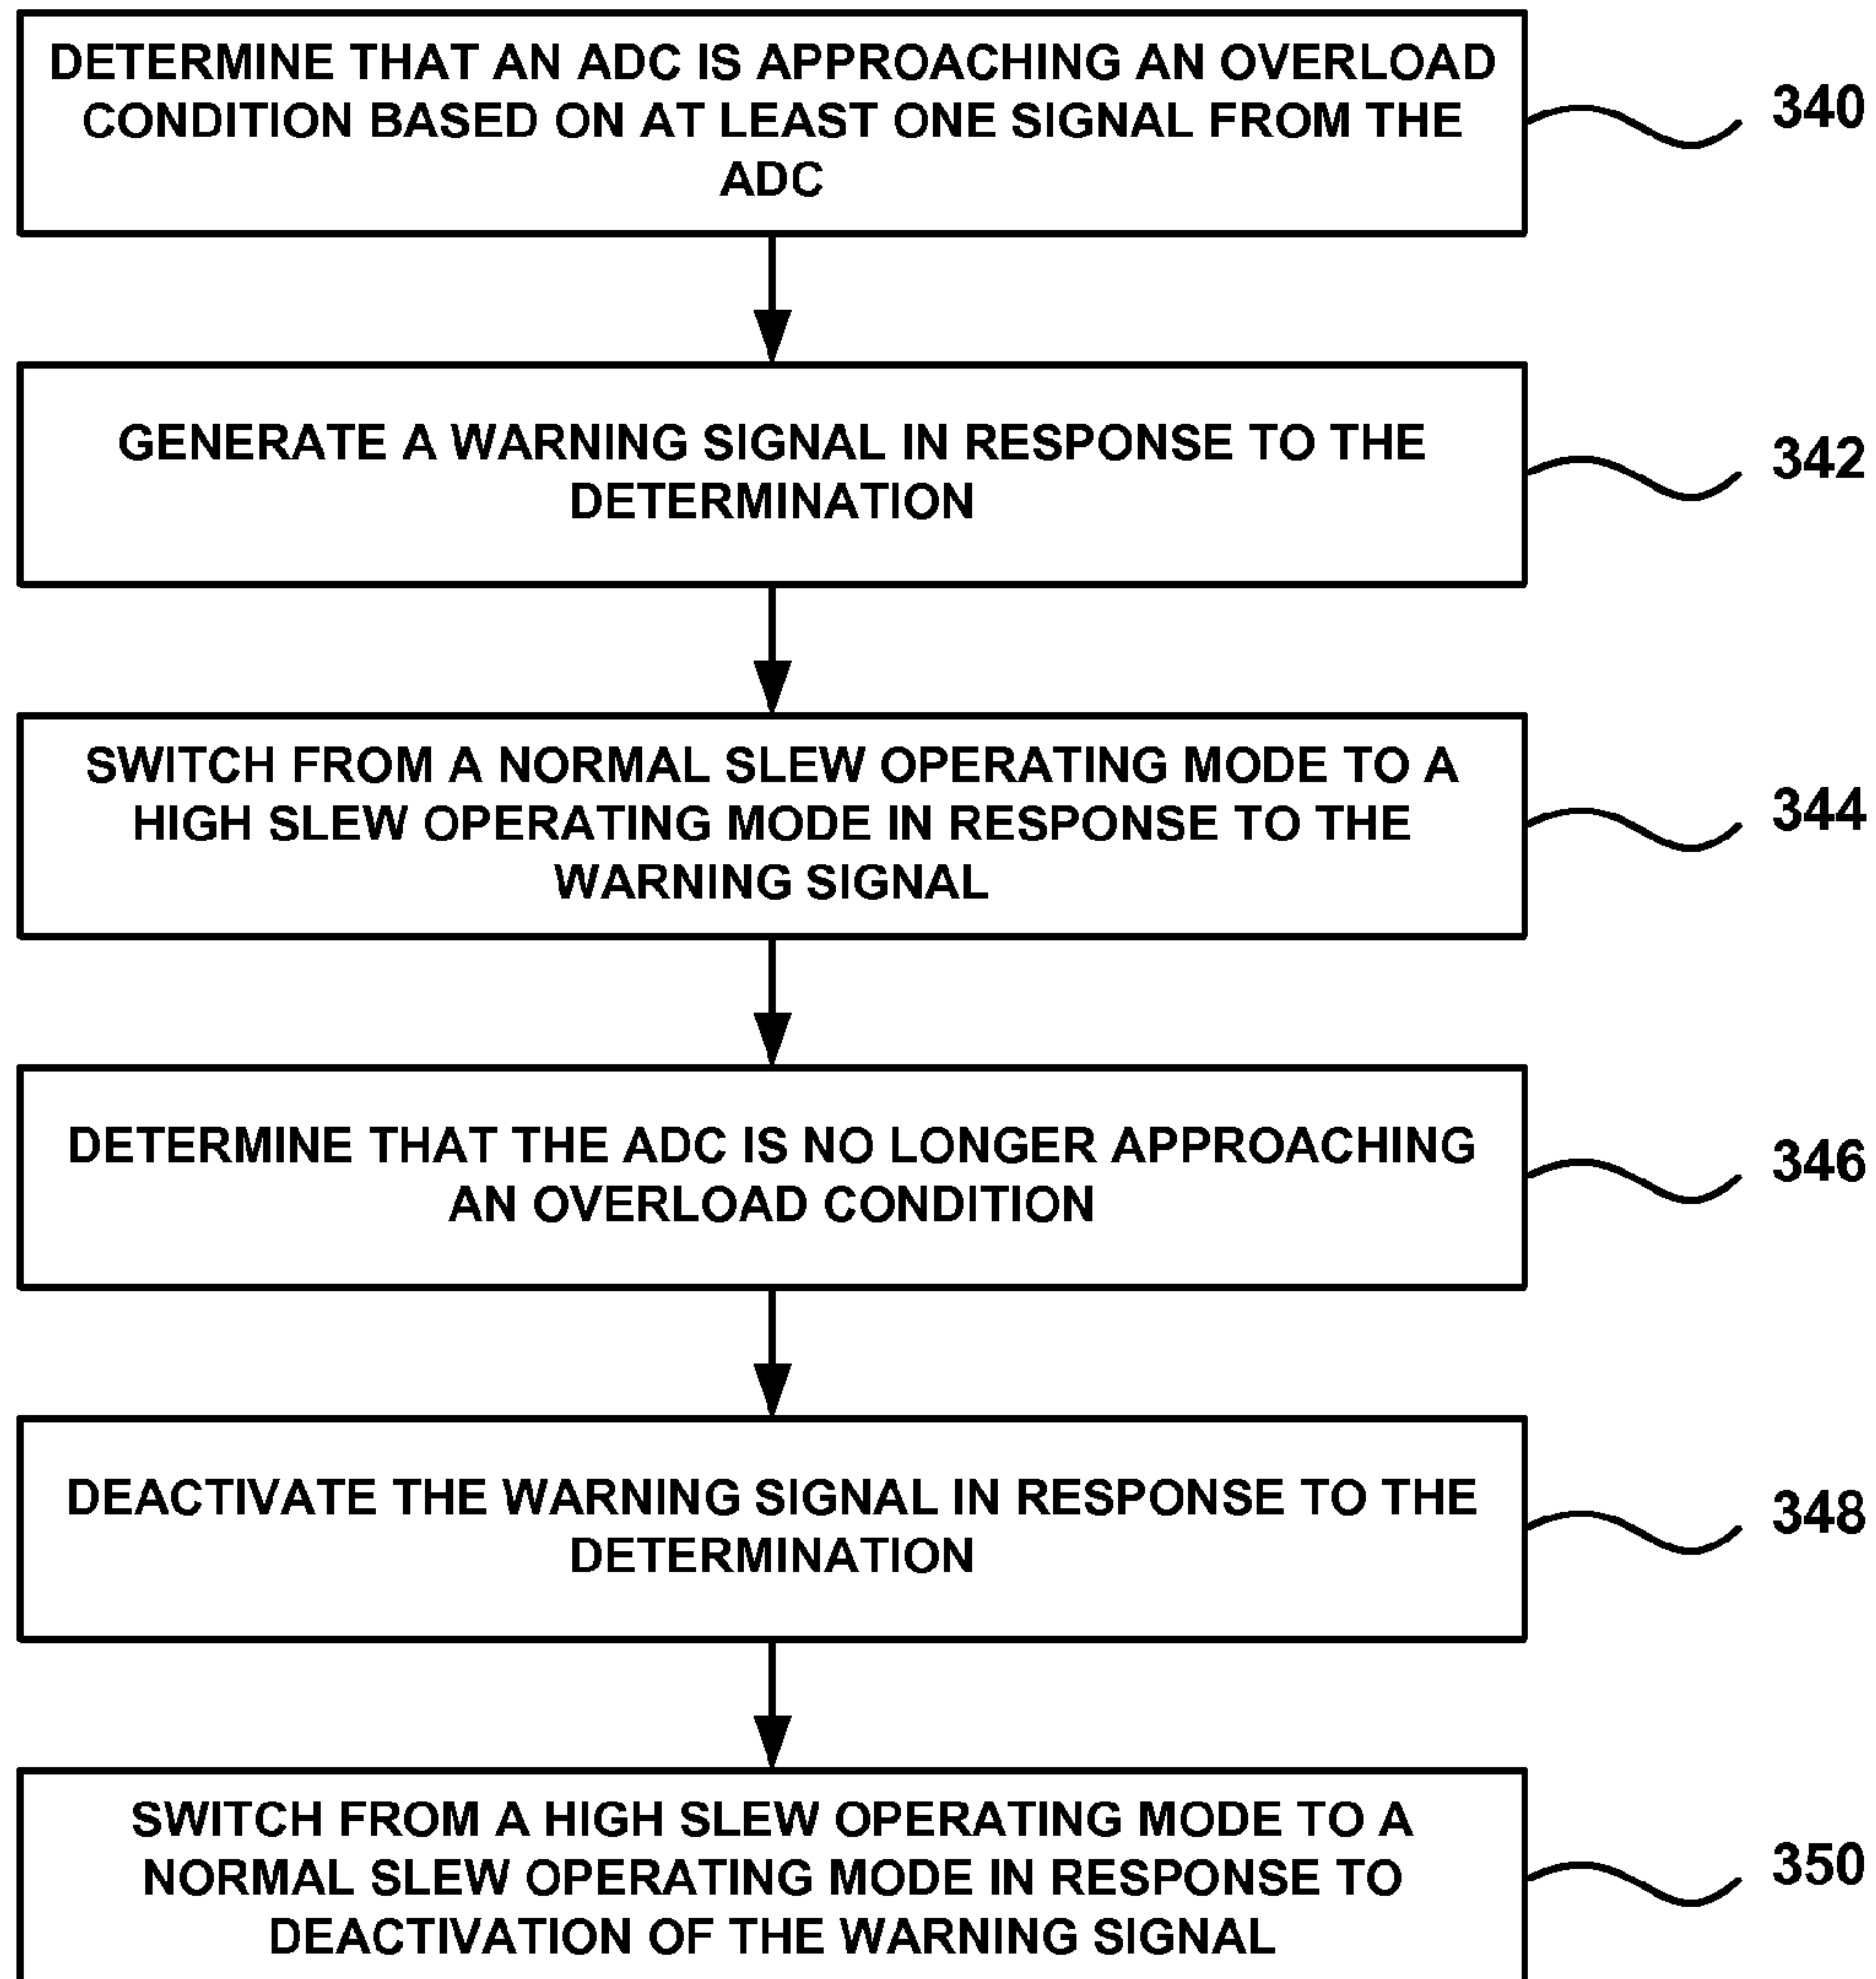 DETERMINE THAT AN ADC IS APPROACHING AN OVERLOAD
CONDITION BASED ON AT LEAST ONE SIGNAL FROM THE
ADC
340
GENERATE A WARNING SIGNAL IN RESPONSE TO THE
DETERMINATION
342
SWITCH FROM A NORMAL SLEW OPERATING MODE TO A
HIGH SLEW OPERATING MODE IN RESPONSE TO THE
WARNING SIGNAL
344
DETERMINE THAT THE ADC IS NO LONGER APPROACHING
AN OVERLOAD CONDITION
346
DEACTIVATE THE WARNING SIGNAL IN RESPONSE TO THE
DETERMINATION
348
SWITCH FROM A HIGH SLEW OPERATING MODE TO A
NORMAL SLEW OPERATING MODE IN RESPONSE TO
DEACTIVATION OF THE WARNING SIGNAL
350